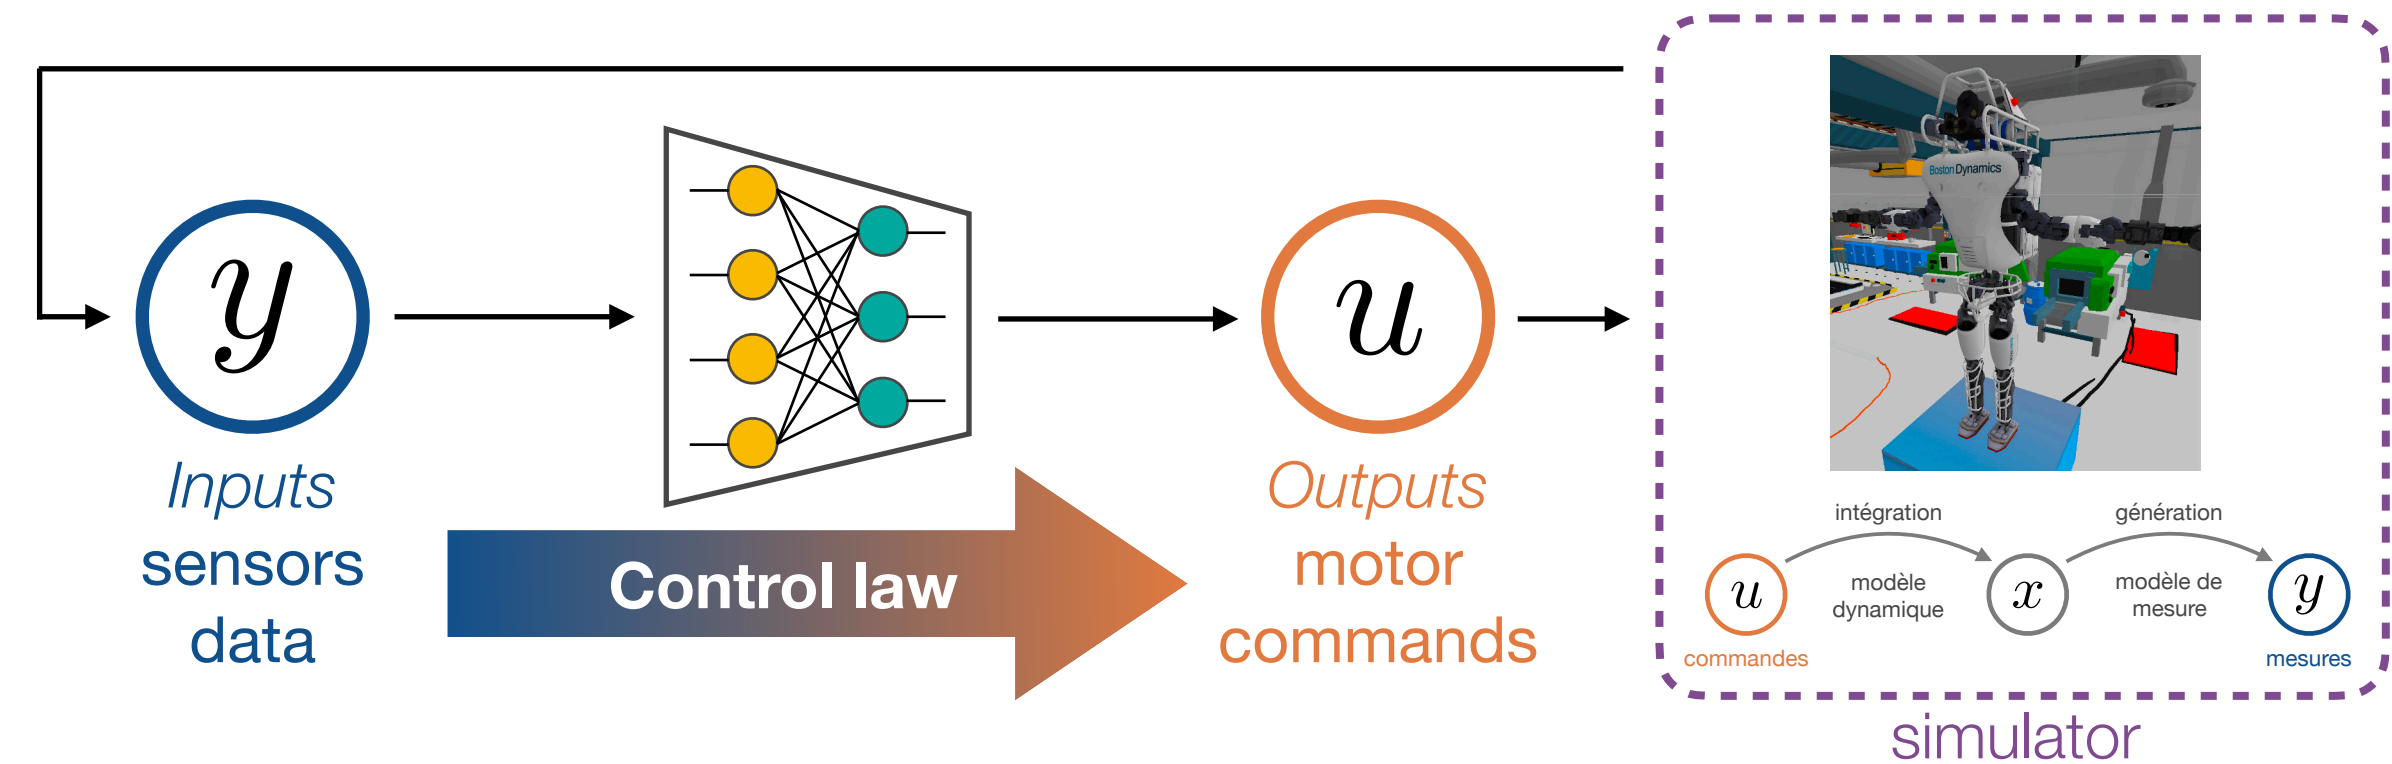 y
Inputs
sensors
data
Control law
u
Outputs
motor
commands
Boston Dynamics
intégration
génération
u
modèle
dynamique
x
modèle de
mesure
y
commandes
mesures
simulator